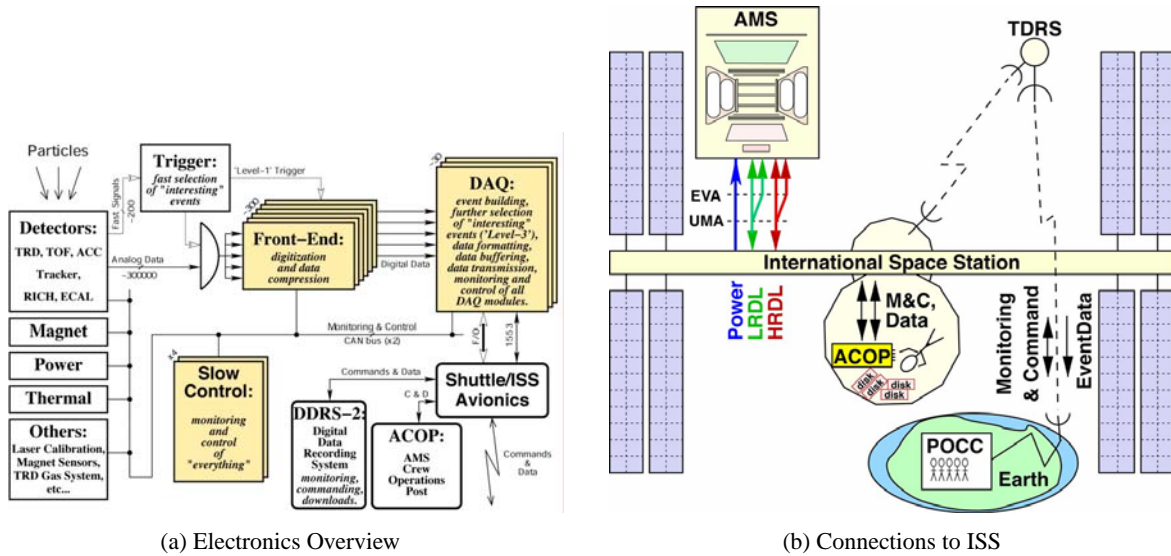 Particles
Fast Signals
~200
Trigger:
fast selection
of "interesting"
events
'Level-1' Trigger
Detectors:
TRD, TOF, ACC
Tracker,
RICH, ECAL
Analog Data
~300000
~300
Front-End:
digitization
and data
compression
Digital Data
~30
DAQ:
event building,
further selection
of "interesting"
events ('Level-3'),
data formatting,
data buffering,
data transmission,
monitoring and
control of all
DAQ modules.
Magnet
Power
Thermal
Others:
Laser Calibration,
Magnet Sensors,
TRD Gas System,
etc...
Monitoring & Control
CAN bus (x2)
x4
Slow
Control:
monitoring
and
control
of
"everything"
F/O
1553
Commands & Data
C & D
Shuttle/ISS
Avionics
DDRS-2:
Digital
Data
Recording
System
monitoring,
commanding,
downloads.
ACOP:
AMS
Crew
Operations
Post
Commands
& Data
(a) Electronics Overview
AMS
TDRS
EVA
UMA
International Space Station
Power
LRDL
HRDL
M&C,
Data
ACOP
disk
disk
disk
disk
Monitoring
& Command
EventData
POCC
Earth
(b) Connections to ISS